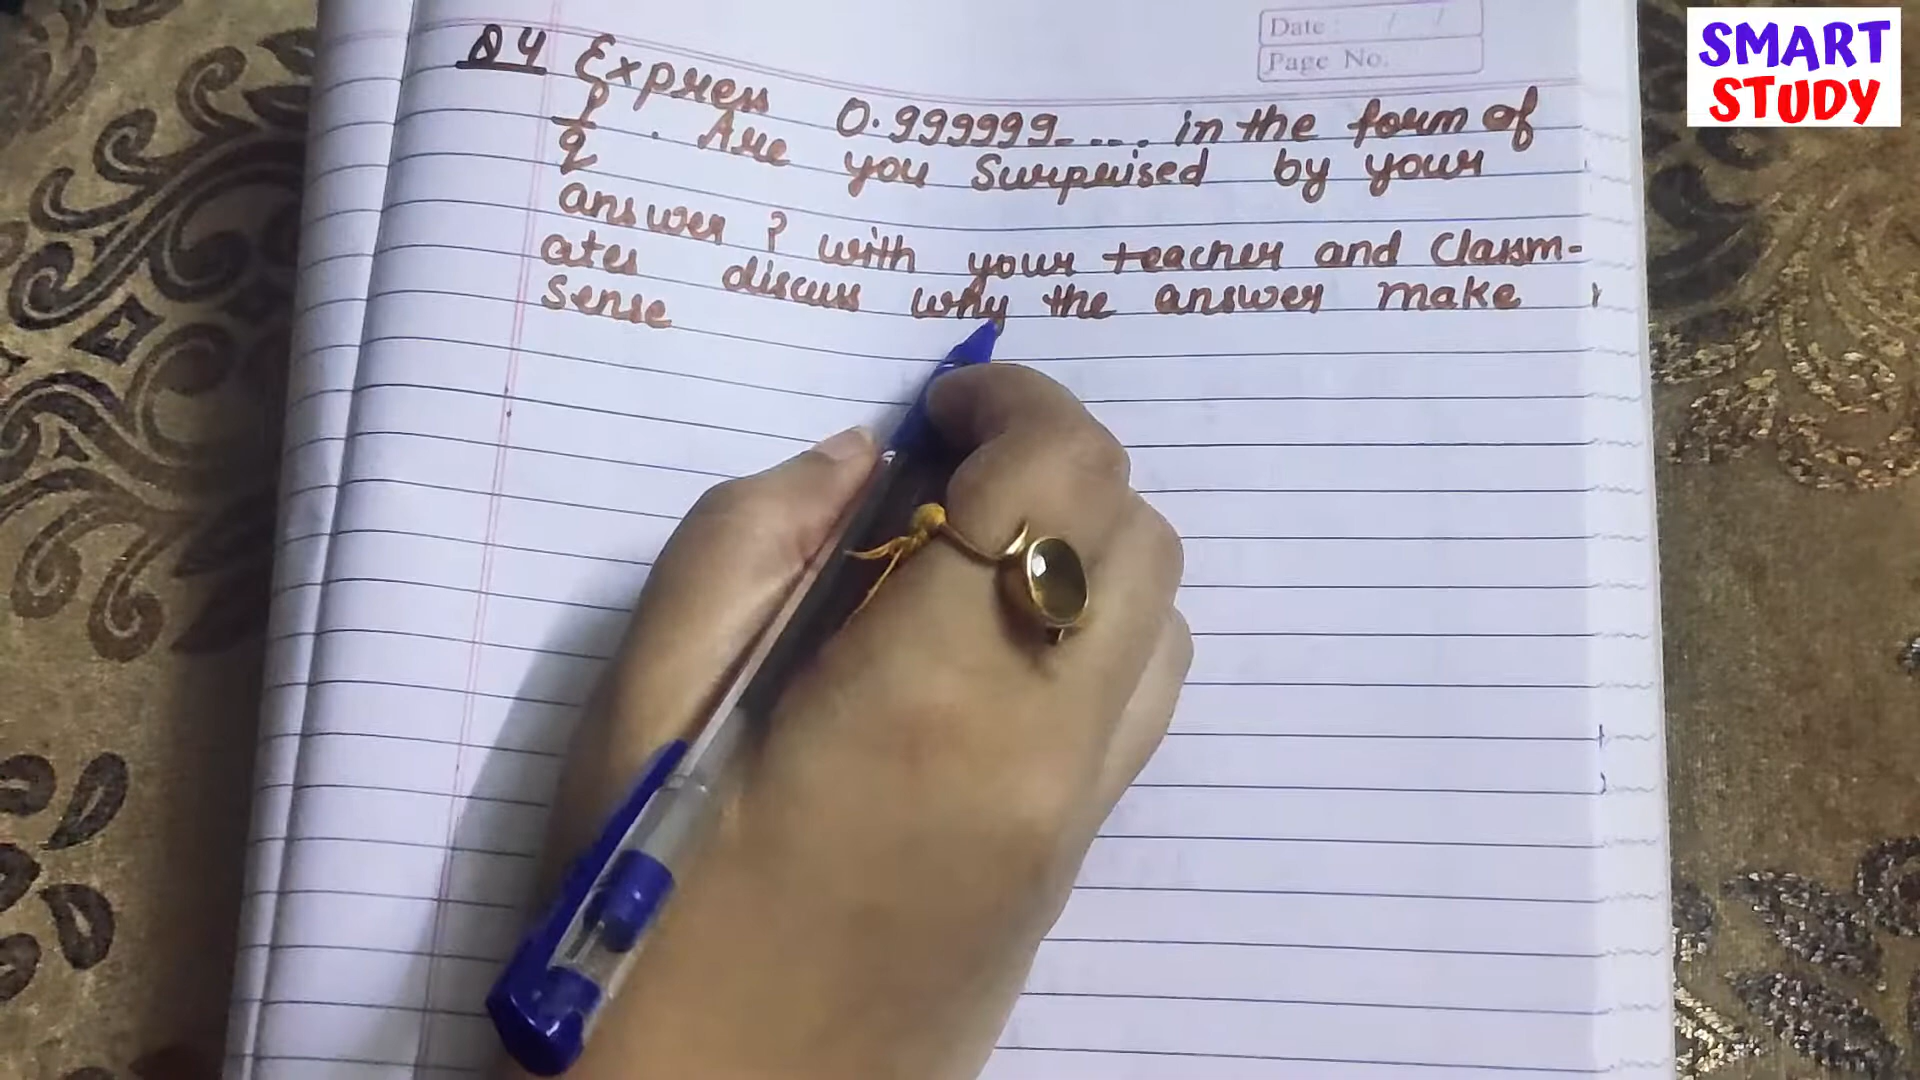 Date : / /
Page No.
SMART
STUDY
Q4 Express 0.999999_ _... in the form of
p/q . Are you Surprised by your
answer ? with your teacher and Classm-
ates discuss why the answer make
Sense